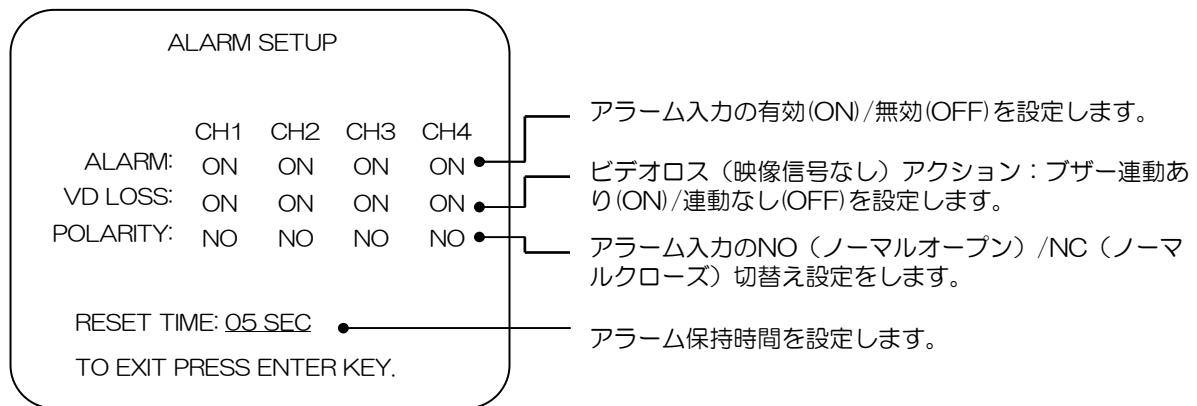 ALARM SETUP
CH1 CH2 CH3 CH4
ALARM: ON ON ON ON
VD LOSS: ON ON ON ON
POLARITY: NO NO NO NO
RESET TIME: 05 SEC
TO EXIT PRESS ENTER KEY.
アラーム入力の有効(ON)/無効(OFF)を設定します。
ビデオロス（映像信号なし）アクション：ブザー連動あ
り(ON)/連動なし(OFF)を設定します。
アラーム入力のNO（ノーマルオープン）/NC（ノーマ
ルクローズ）切替え設定をします。
アラーム保持時間を設定します。